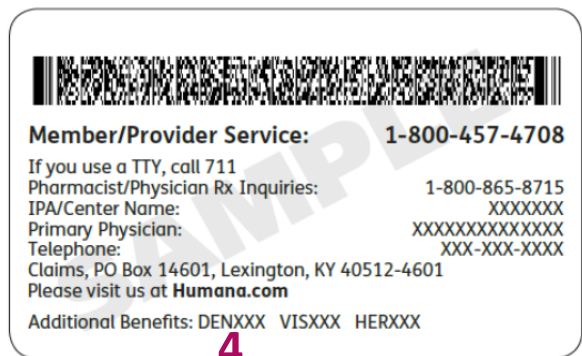 Member/Provider Service: 1-800-457-4708
If you use a TTY, call 711
Pharmacist/Physician Rx Inquiries: 1-800-865-8715
IPA/Center Name: XXXXXXX
Primary Physician: XXXXXXXXXXXXXX
Telephone: XXX-XXX-XXXX
Claims, PO Box 14601, Lexington, KY 40512-4601
Please visit us at Humana.com
Additional Benefits: DENXXX VISXXX HERXXX
4
SAMPLE